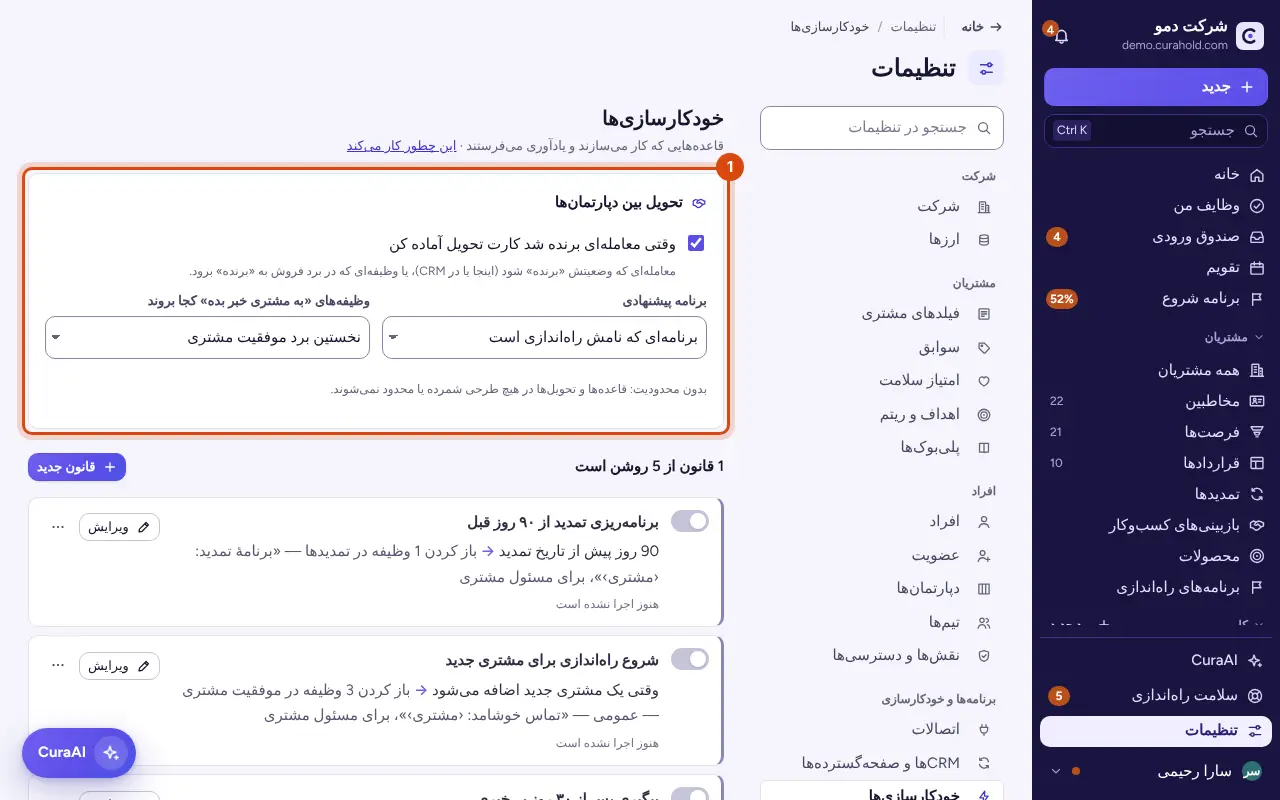 شرکت دمو
demo.curahold.com
4
جدید
جستجو
Ctrl K
خانه
وظایف من
صندوق ورودی
4
تقویم
برنامه شروع
52%
مشتریان
همه مشتریان
مخاطبین
22
فرصت‌ها
21
قراردادها
10
تمدیدها
بازبینی‌های کسب‌وکار
محصولات
برنامه‌های راه‌اندازی
CuraAI
سلامت راه‌اندازی
5
تنظیمات
سر
سارا رحیمی
خانه
تنظیمات / خودکارسازی‌ها
تنظیمات
جستجو در تنظیمات
شرکت
شرکت
ارزها
مشتریان
فیلدهای مشتری
سوابق
امتیاز سلامت
اهداف و ریتم
پلی‌بوک‌ها
افراد
افراد
عضویت
دپارتمان‌ها
تیم‌ها
نقش‌ها و دسترسی‌ها
برنامه‌ها و خودکارسازی
اتصالات
CRMها و صفحه‌گسترده‌ها
خودکارسازی‌ها
خودکارسازی‌ها
قاعده‌هایی که کار می‌سازند و یادآوری می‌فرستند · این چطور کار می‌کند
1
تحویل بین دپارتمان‌ها
وقتی معامله‌ای برنده شد کارت تحویل آماده کن
معامله‌ای که وضعیتش «برنده» شود (اینجا یا در CRM)، یا وظیفه‌ای که در برد فروش به «برنده» برود.
برنامه پیشنهادی
برنامه‌ای که نامش راه‌اندازی است
وظیفه‌های «به مشتری خبر بده» کجا بروند
نخستین برد موفقیت مشتری
بدون محدودیت: قاعده‌ها و تحویل‌ها در هیچ طرحی شمرده یا محدود نمی‌شوند.
1 قانون از 5 روشن است
قانون جدید
برنامه‌ریزی تمدید از ۹۰ روز قبل
ویرایش
90 روز پیش از تاریخ تمدید → باز کردن 1 وظیفه در تمدیدها — «برنامهٔ تمدید:
‹مشتری›»، برای مسئول مشتری
هنوز اجرا نشده است
شروع راه‌اندازی برای مشتری جدید
ویرایش
وقتی یک مشتری جدید اضافه می‌شود → باز کردن 3 وظیفه در موفقیت مشتری
— عمومی — «تماس خوشامد: ‹مشتری›»، برای مسئول مشتری
هنوز اجرا نشده است
CuraAI